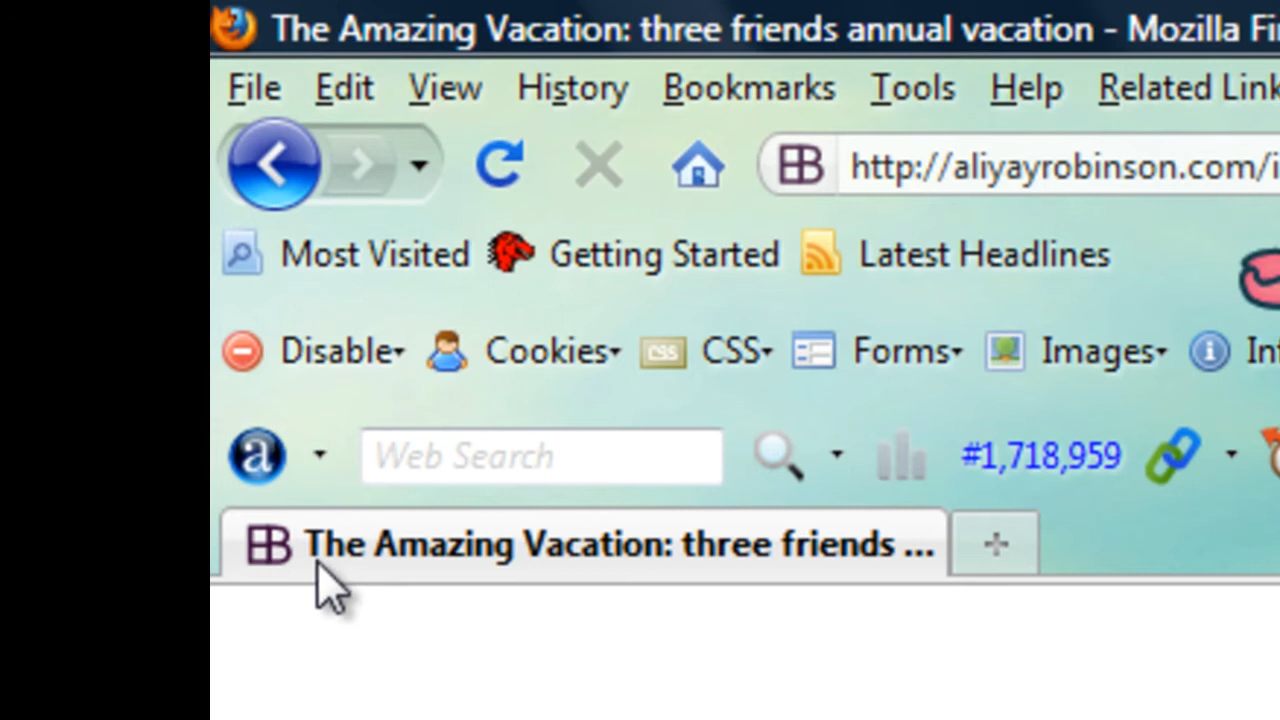 The Amazing Vacation: three friends annual vacation - Mozilla
File Edit View History Bookmarks Tools Help Related
http://aliyayrobinson.com/i
Most Visited Getting Started Latest Headlines
Disable Cookies CSS CSS Forms Images
a Web Search #1,718,959
The Amazing Vacation: three friends ...